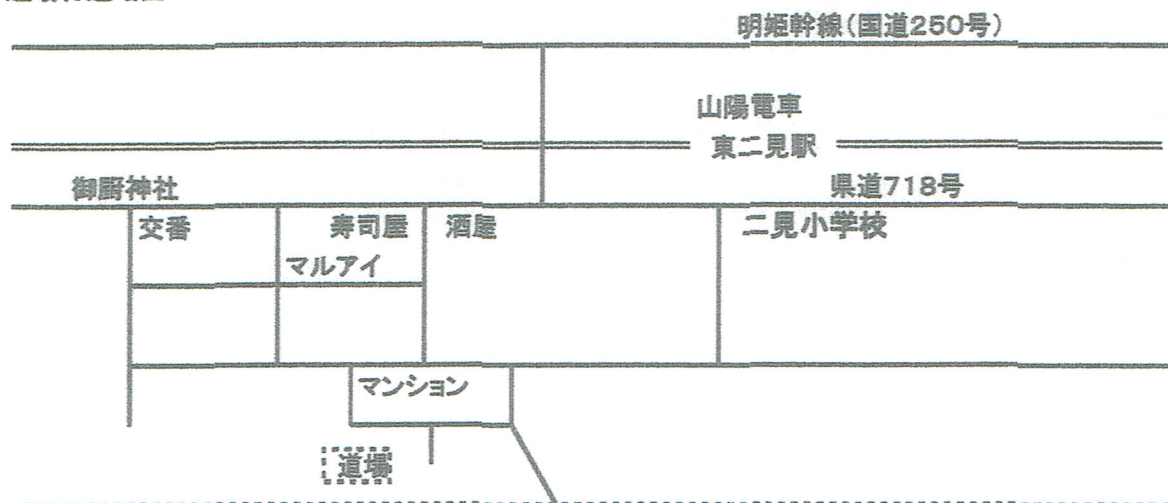 明姫幹線(国道250号)
山陽電車
東二見駅
御厨神社
県道718号
交番
寿司屋
酒屋
二見小学校
マルアイ
マンション
道場